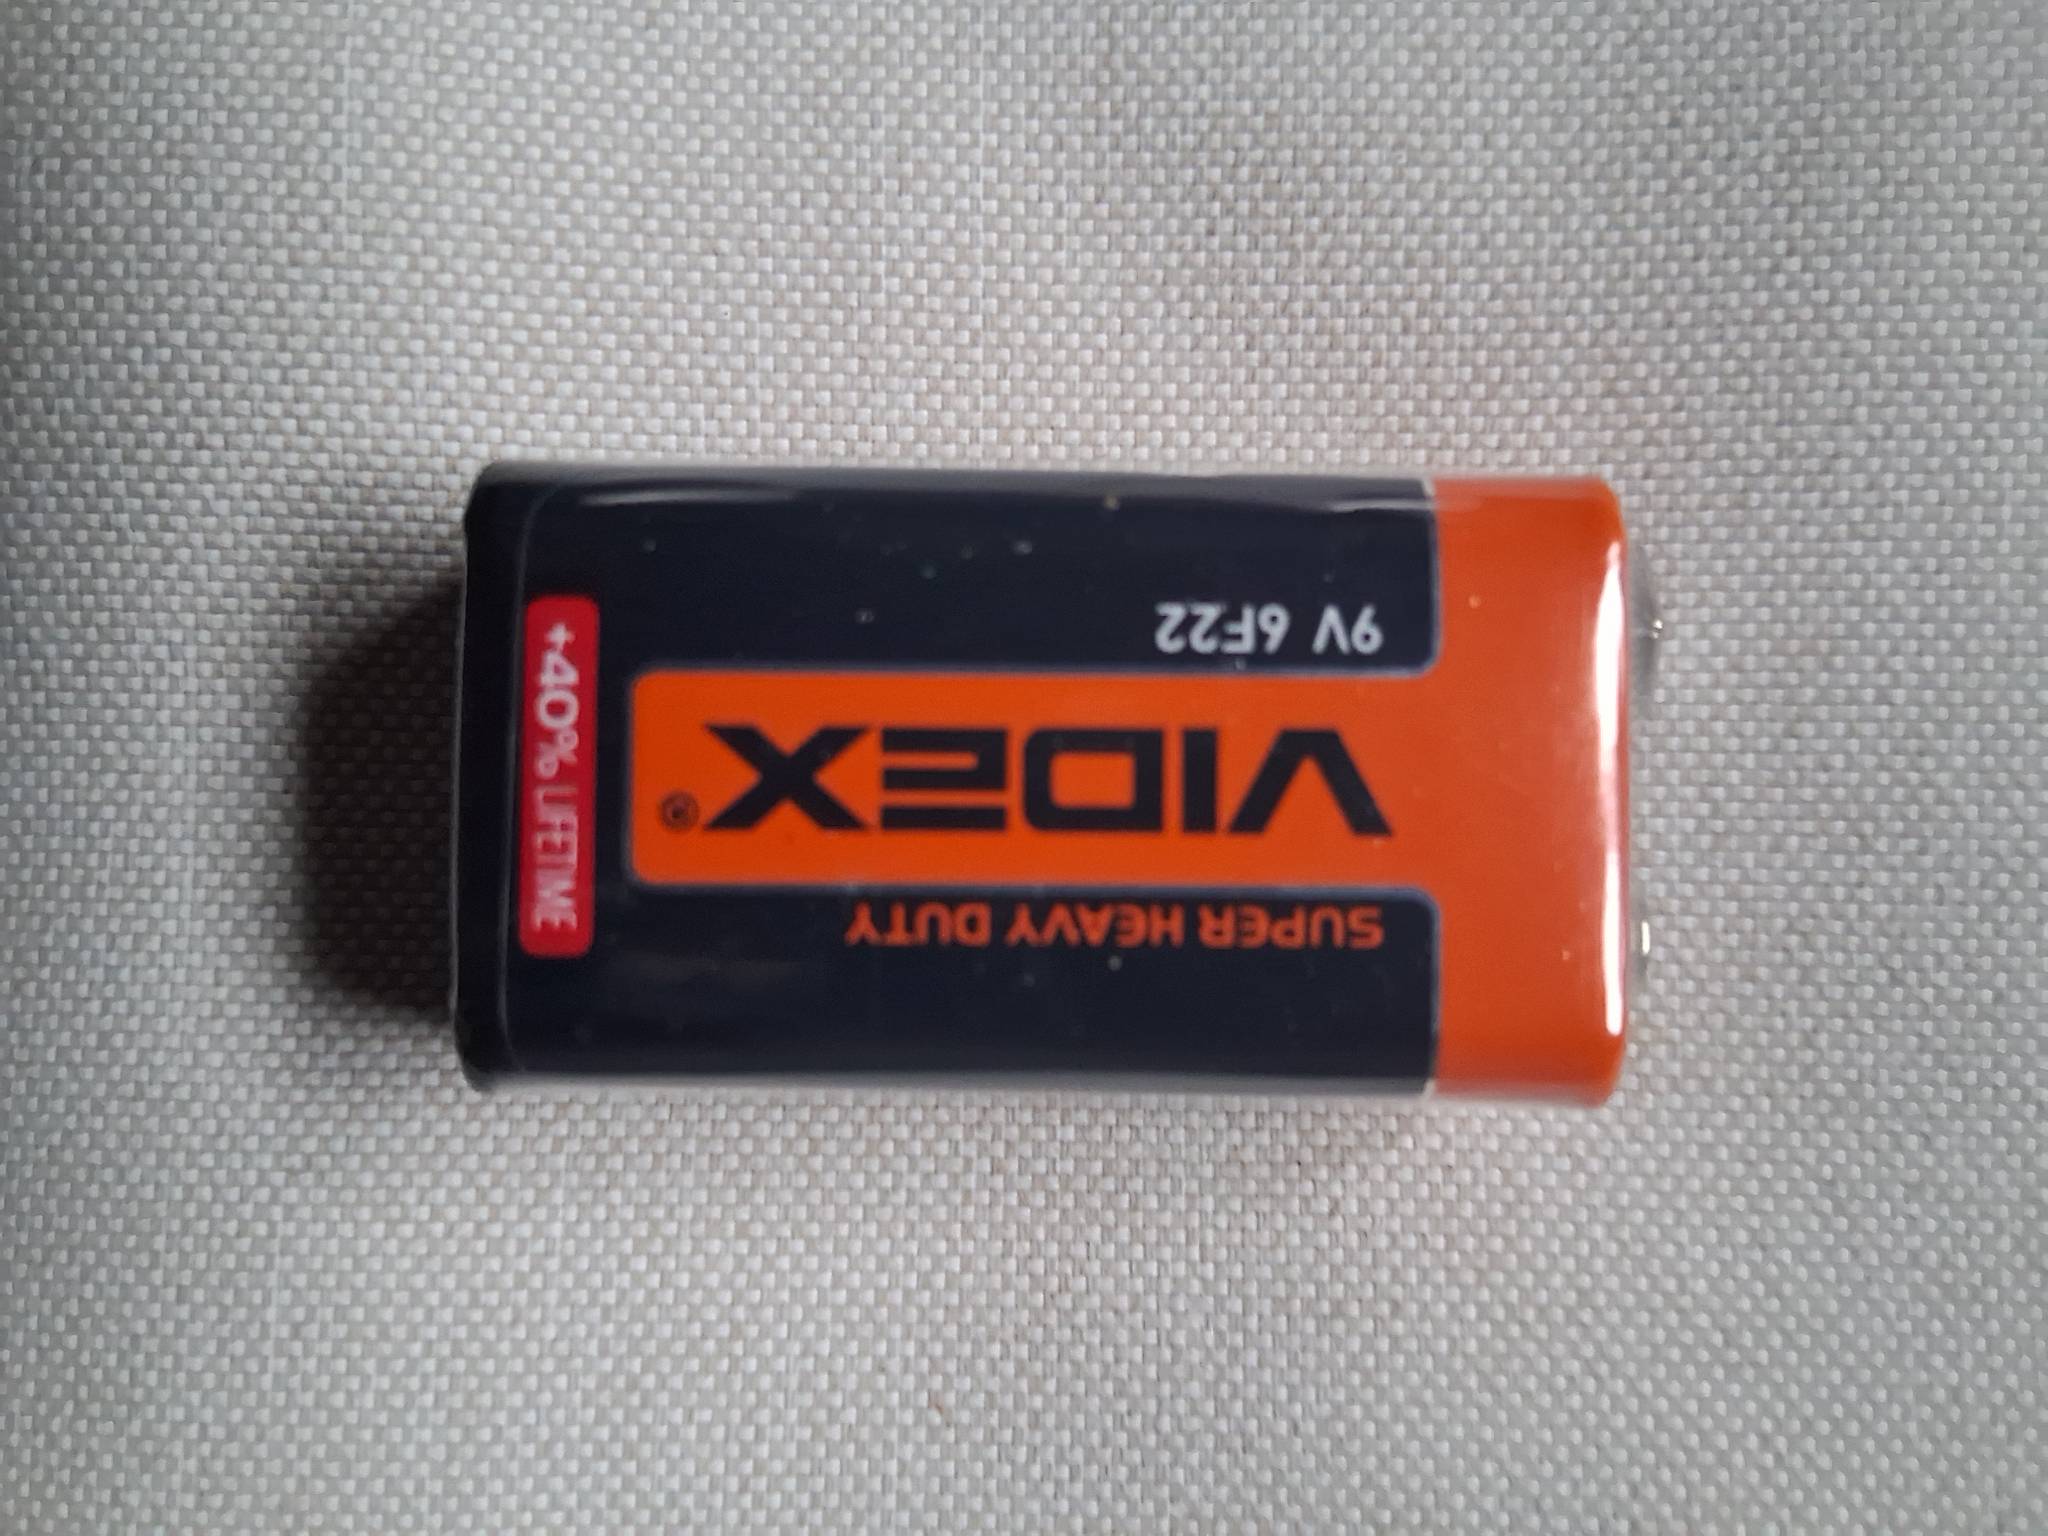 SUPER HEAVY DUTY
VIDEX®
9V 6F22
+40% LIFETIME